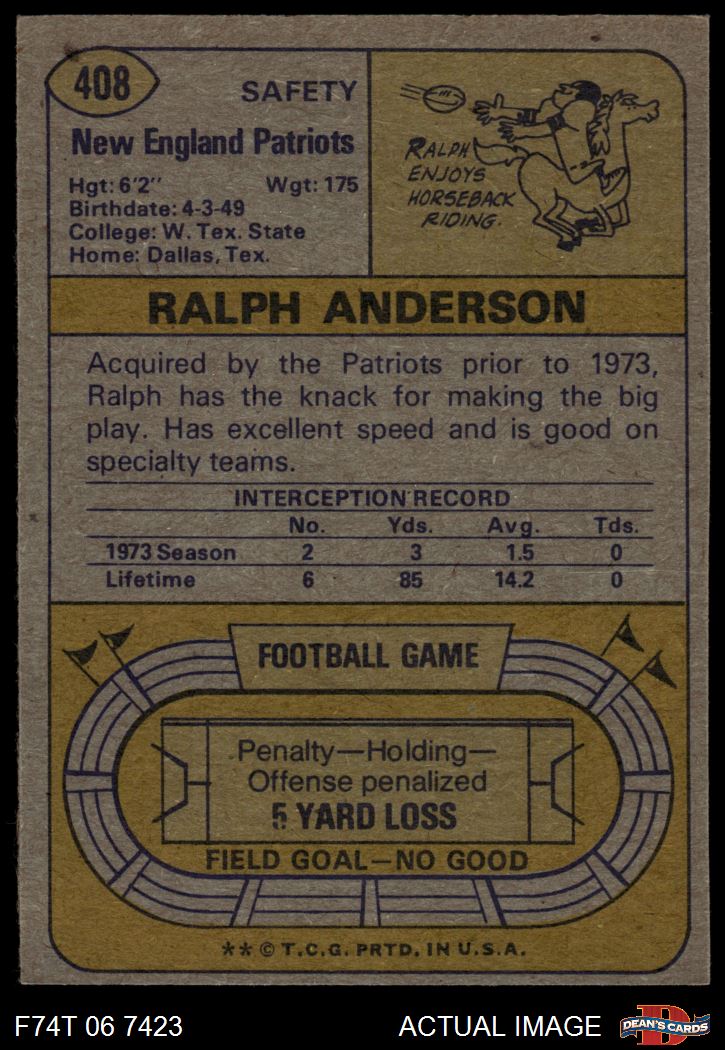 408
SAFETY
New England Patriots
Hgt: 6'2" Wgt: 175
Birthdate: 4-3-49
College: W. Tex. State
Home: Dallas, Tex.
RALPH
ENJOYS
HORSEBACK
RIDING.
RALPH ANDERSON
Acquired by the Patriots prior to 1973,
Ralph has the knack for making the big
play. Has excellent speed and is good on
specialty teams.
INTERCEPTION RECORD
No. Yds. Avg. Tds.
1973 Season 2 3 1.5 0
Lifetime 6 85 14.2 0
FOOTBALL GAME
Penalty—Holding—
Offense penalized
5 YARD LOSS
FIELD GOAL—NO GOOD
** © T.C.G. PRTD. IN U.S.A.
F74T 06 7423 ACTUAL IMAGE
D
DEAN'S CARDS